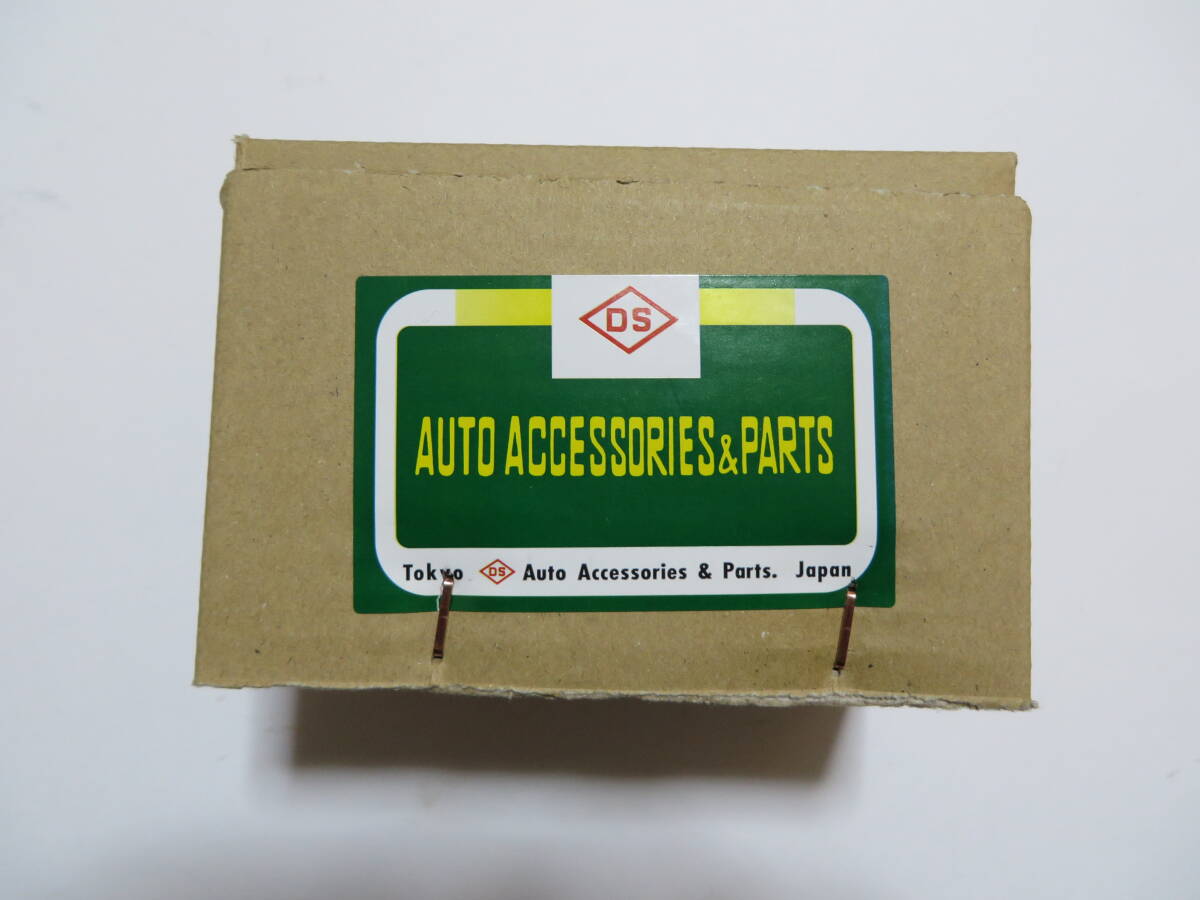 DS
AUTO ACCESSORIES & PARTS
Tokyo DS Auto Accessories & Parts. Japan